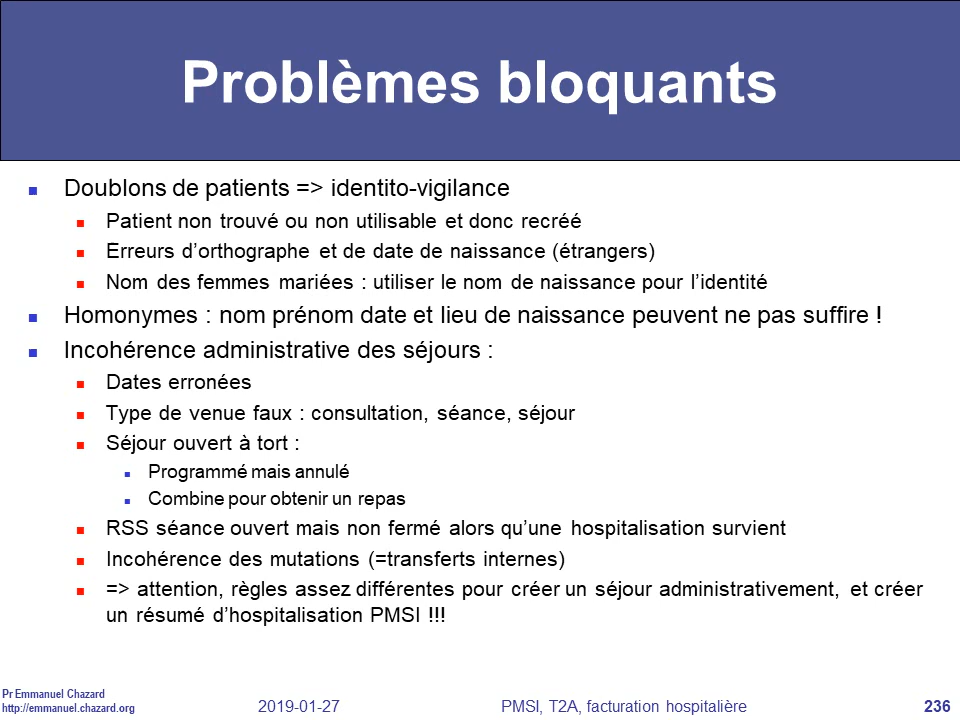 Problèmes bloquants
Doublons de patients => identito-vigilance
Patient non trouvé ou non utilisable et donc recréé
Erreurs d’orthographe et de date de naissance (étrangers)
Nom des femmes mariées : utiliser le nom de naissance pour l’identité
Homonymes : nom prénom date et lieu de naissance peuvent ne pas suffire !
Incohérence administrative des séjours :
Dates erronées
Type de venue faux : consultation, séance, séjour
Séjour ouvert à tort :
Programmé mais annulé
Combine pour obtenir un repas
RSS séance ouvert mais non fermé alors qu’une hospitalisation survient
Incohérence des mutations (=transferts internes)
=> attention, règles assez différentes pour créer un séjour administrativement, et créer
un résumé d’hospitalisation PMSI !!!
Pr Emmanuel Chazard
http://emmanuel.chazard.org
2019-01-27
PMSI, T2A, facturation hospitalière
236